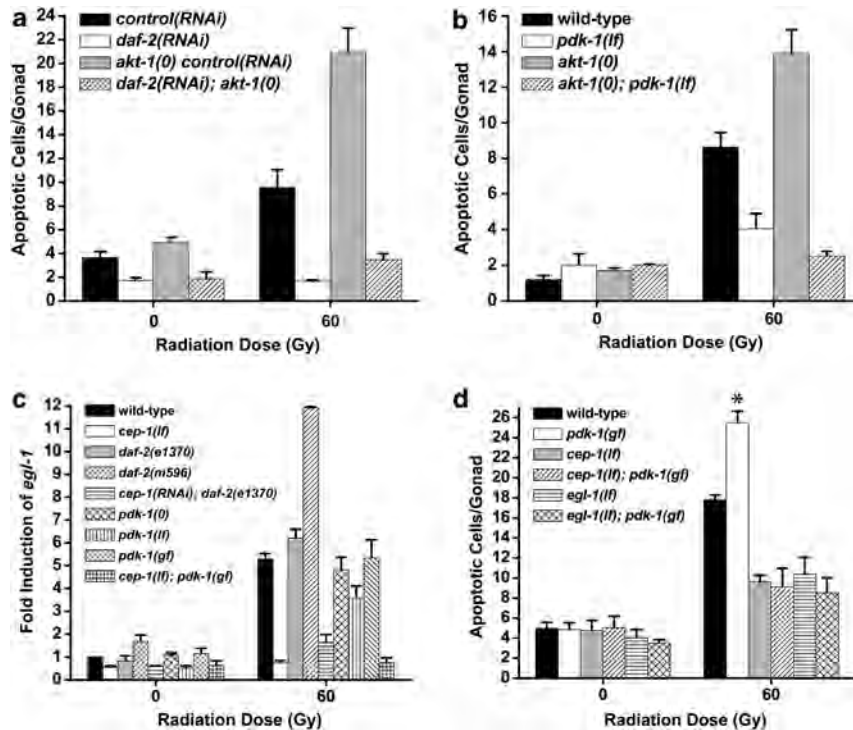 a
24
22
20
18
16
14
12
10
8
6
4
2
0
Apoptotic Cells/Gonad
control(RNAi)
daf-2(RNAi)
akt-1(0) control(RNAi)
daf-2(RNAi); akt-1(0)
0
60
Radiation Dose (Gy)
b
16
14
12
10
8
6
4
2
0
Apoptotic Cells/Gonad
wild-type
pdk-1(lf)
akt-1(0)
akt-1(0); pdk-1(lf)
0
60
Radiation Dose (Gy)
c
12
11
10
9
8
7
6
5
4
3
2
1
0
Fold Induction of egl-1
wild-type
cep-1(lf)
daf-2(e1370)
daf-2(m596)
cep-1(RNAi); daf-2(e1370)
pdk-1(0)
pdk-1(lf)
pdk-1(gf)
cep-1(lf); pdk-1(gf)
0
60
Radiation Dose (Gy)
d
26
24
22
20
18
16
14
12
10
8
6
4
2
0
Apoptotic Cells/Gonad
wild-type
pdk-1(gf)
cep-1(lf)
cep-1(lf); pdk-1(gf)
egl-1(lf)
egl-1(lf); pdk-1(gf)
*
0
60
Radiation Dose (Gy)